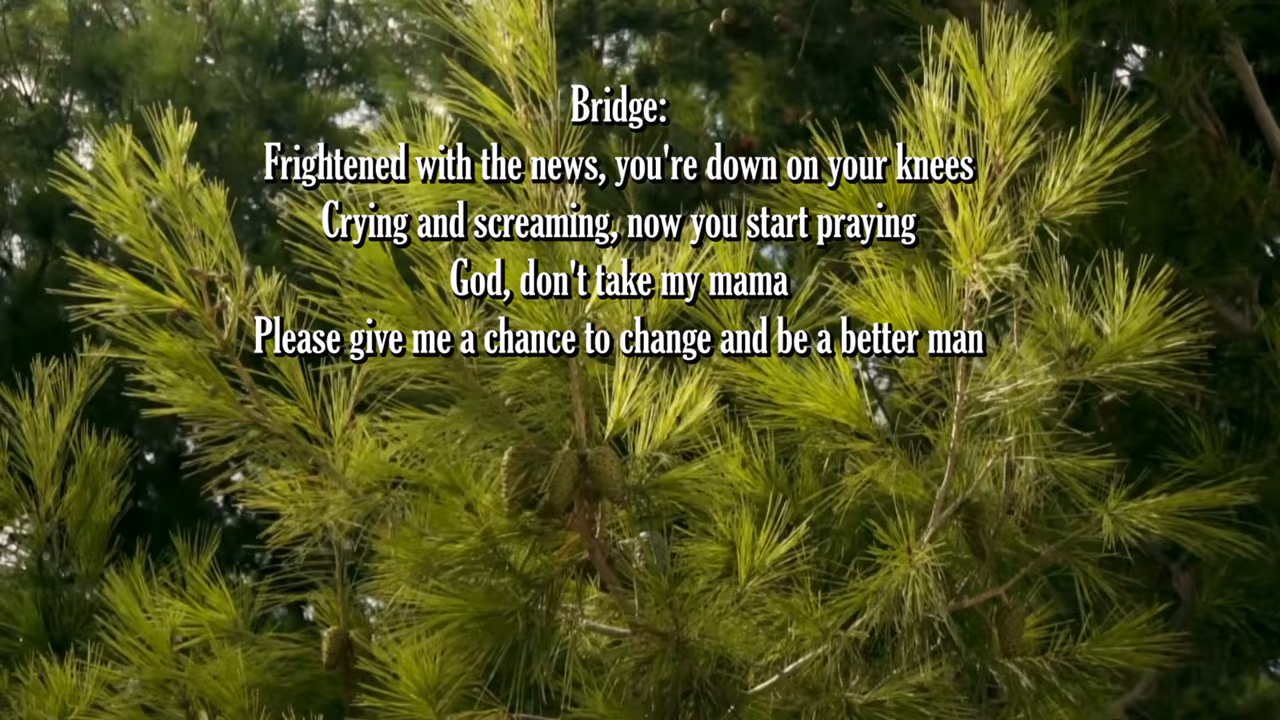 Bridge:
Frightened with the news, you're down on your knees
Crying and screaming, now you start praying
God, don't take my mama
Please give me a chance to change and be a better man